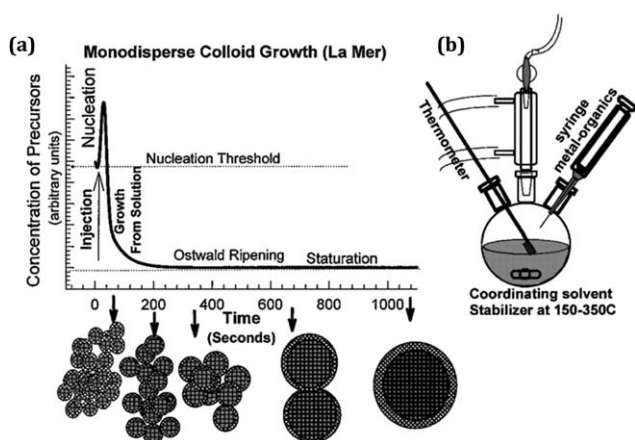 (a)
Monodisperse Colloid Growth (La Mer)
Concentration of Precursors
(arbitrary units)
Nucleation
Injection
Growth
From Solution
Nucleation Threshold
Ostwald Ripening
Staturation
0 200 400 600 800 1000
Time
(Seconds)
(b)
Thermometer
syringe
metal-organics
Coordinating solvent
Stabilizer at 150-350C